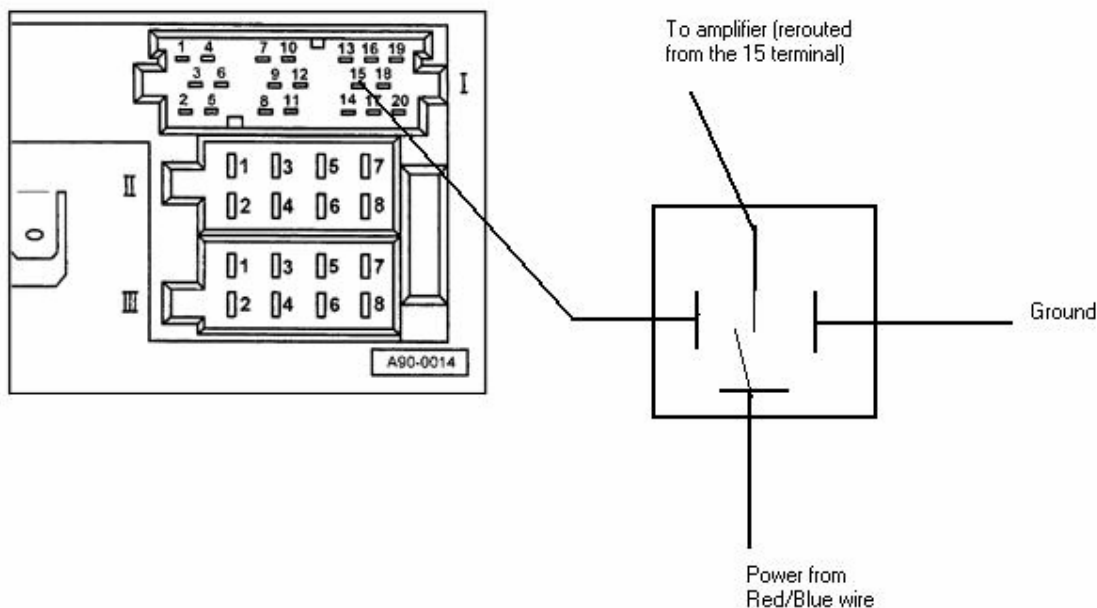 To amplifier (rerouted
from the 15 terminal)
1 4 7 10 13 16 19
3 6 9 12 15 18
2 5 8 11 14 17 20
I
II
1 3 5 7
2 4 6 8
III
1 3 5 7
2 4 6 8
A90-0014
Ground
Power from
Red/Blue wire